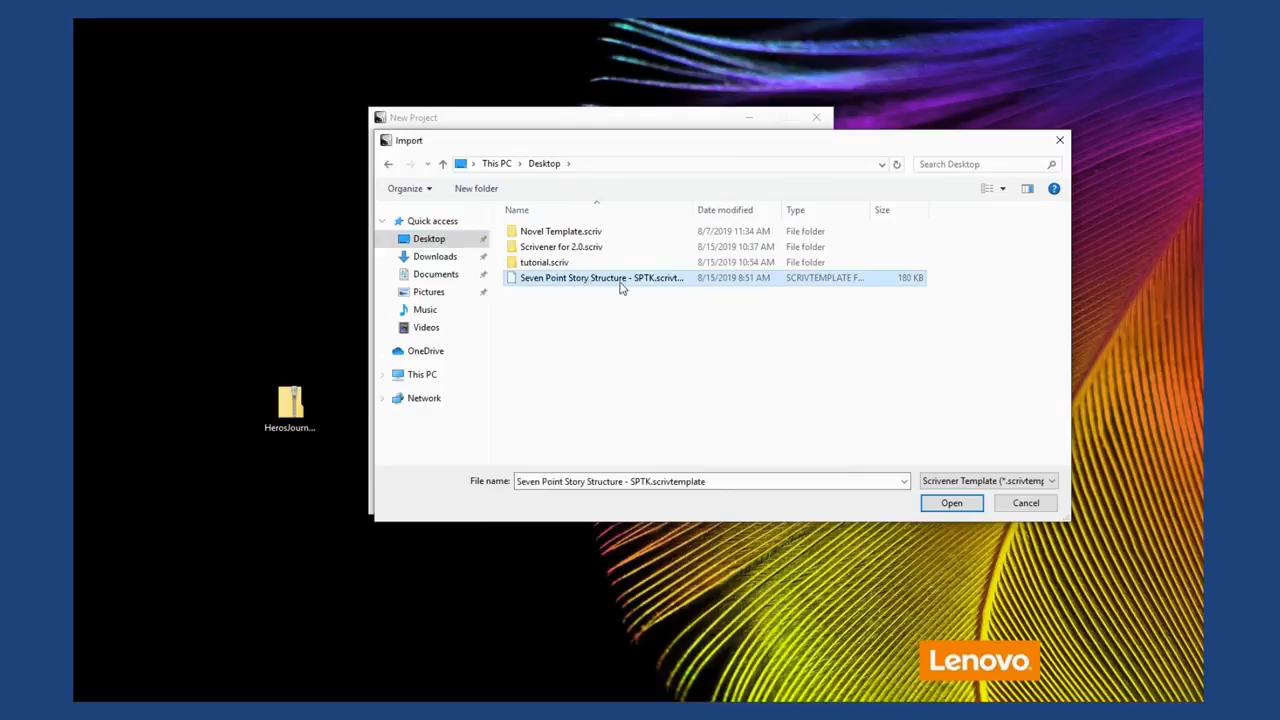 New Project
Import
This PC
Desktop
Search Desktop
Organize
New folder
Name
Date modified
Type
Size
Quick access
Desktop
Downloads
Documents
Pictures
Music
Videos
OneDrive
This PC
Network
Novel Template.scriv 8/7/2019 11:34 AM File folder
Scrivener for 2.0.scriv 8/15/2019 10:37 AM File folder
tutorial.scriv 8/15/2019 10:54 AM File folder
Seven Point Story Structure - SPTK.scrivt... 8/15/2019 8:51 AM SCRIVTEMPLATE F... 180 KB
HerosJourn...
File name: Seven Point Story Structure - SPTK.scrivtemplate
Scrivener Template (*.scrivtemp
Open
Cancel
Lenovo